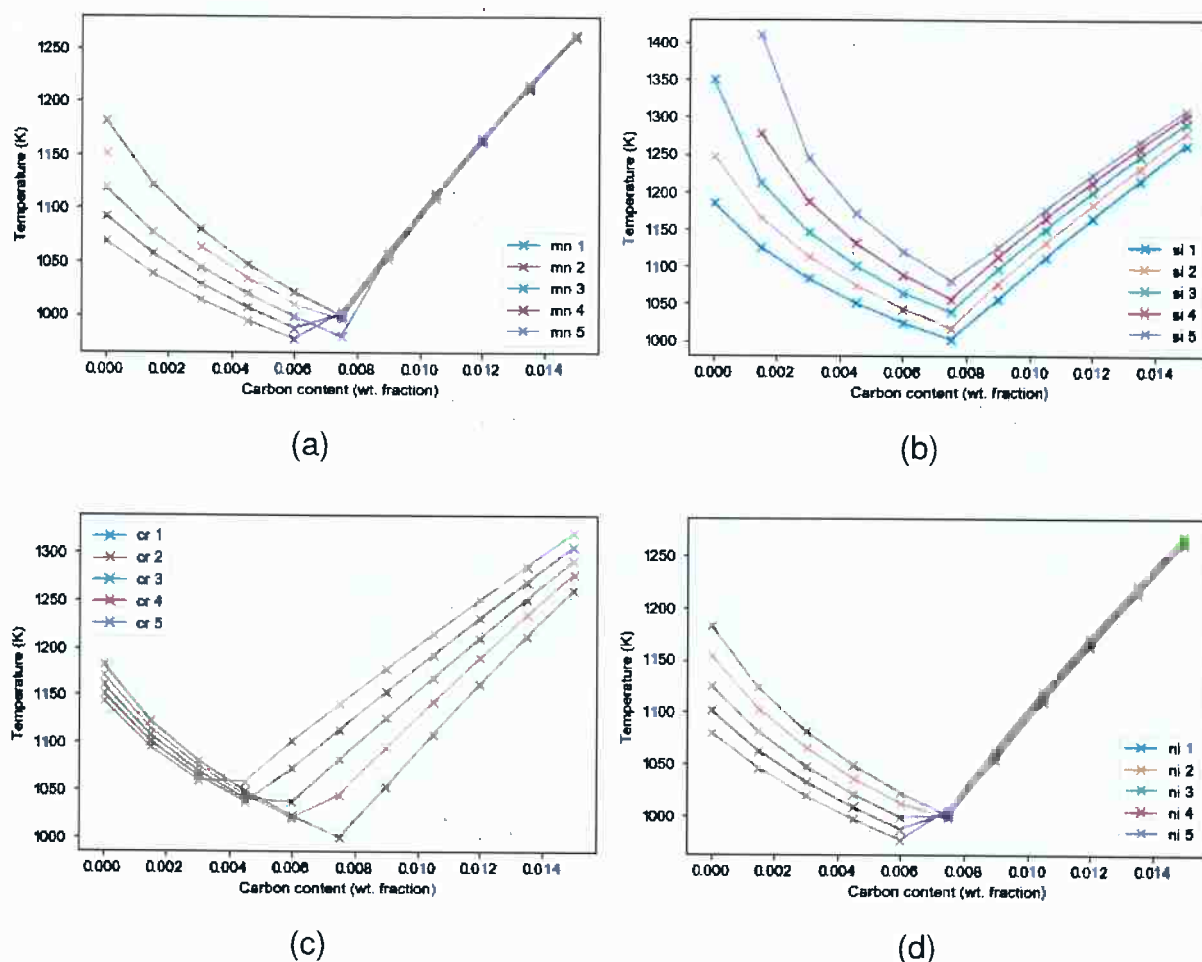 1250
1200
1150
1100
1050
1000
Temperature (K)
0.000 0.002 0.004 0.006 0.008 0.010 0.012 0.014
Carbon content (wt. fraction)
mn 1
mn 2
mn 3
mn 4
mn 5
(a)
1400
1350
1300
1250
1200
1150
1100
1050
1000
Temperature (K)
0.000 0.002 0.004 0.006 0.008 0.010 0.012 0.014
Carbon content (wt. fraction)
si 1
si 2
si 3
si 4
si 5
(b)
cr 1
cr 2
cr 3
cr 4
cr 5
1300
1250
1200
1150
1100
1050
1000
Temperature (K)
0.000 0.002 0.004 0.006 0.008 0.010 0.012 0.014
Carbon content (wt. fraction)
(c)
1250
1200
1150
1100
1050
1000
Temperature (K)
0.000 0.002 0.004 0.006 0.008 0.010 0.012 0.014
Carbon content (wt. fraction)
ni 1
ni 2
ni 3
ni 4
ni 5
(d)